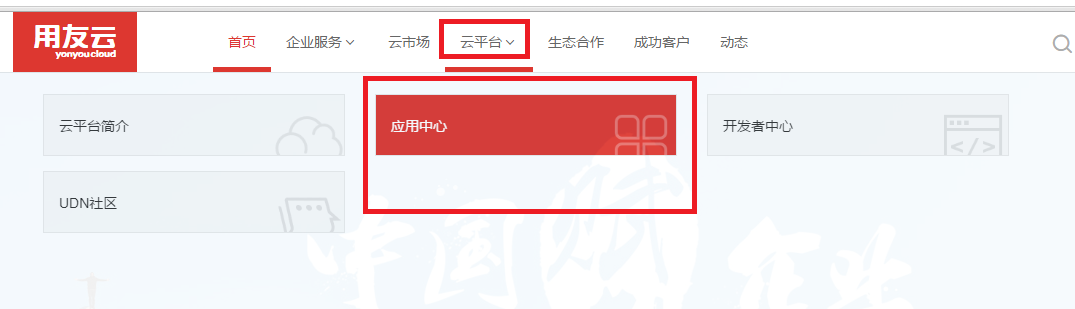 用友云
yonyoucloud
首页 企业服务 云市场 云平台 生态合作 成功客户 动态
云平台简介 应用中心 开发者中心
UDN社区
中国